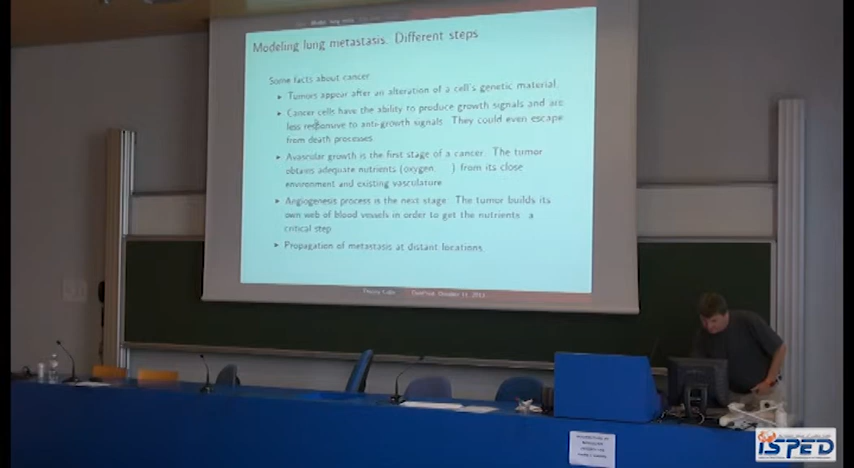 Modeling lung metastasis. Different steps
Some facts about cancer
Tumors appear after an alteration of a cell's genetic material
Cancer cells have the ability to produce growth signals and are
less responsive to anti-growth signals. They could even escape
from death processes
Avascular growth is the first stage of a cancer. The tumor
obtains adequate nutrients (oxygen ) from its close
environment and existing vasculature
Angiogenesis process is the next stage. The tumor builds its
own web of blood vessels in order to get the nutrients a
critical step
Propagation of metastasis at distant locations.
ISPED